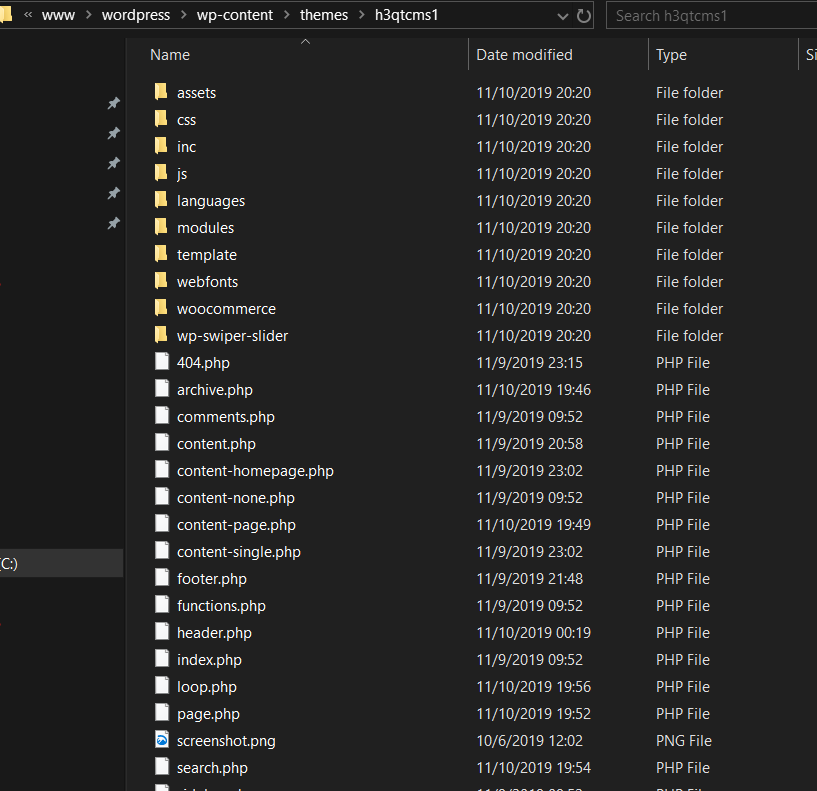 « www > wordpress > wp-content > themes > h3qtcms1 Search h3qtcms1
Name Date modified Type Si
assets 11/10/2019 20:20 File folder
css 11/10/2019 20:20 File folder
inc 11/10/2019 20:20 File folder
js 11/10/2019 20:20 File folder
languages 11/10/2019 20:20 File folder
modules 11/10/2019 20:20 File folder
template 11/10/2019 20:20 File folder
webfonts 11/10/2019 20:20 File folder
woocommerce 11/10/2019 20:20 File folder
wp-swiper-slider 11/10/2019 20:20 File folder
404.php 11/9/2019 23:15 PHP File
archive.php 11/10/2019 19:46 PHP File
comments.php 11/9/2019 09:52 PHP File
content.php 11/9/2019 20:58 PHP File
content-homepage.php 11/9/2019 23:02 PHP File
content-none.php 11/9/2019 09:52 PHP File
content-page.php 11/10/2019 19:49 PHP File
content-single.php 11/9/2019 23:02 PHP File
(C:)
footer.php 11/9/2019 21:48 PHP File
functions.php 11/9/2019 09:52 PHP File
header.php 11/10/2019 00:19 PHP File
index.php 11/9/2019 09:52 PHP File
loop.php 11/10/2019 19:56 PHP File
page.php 11/10/2019 19:52 PHP File
screenshot.png 10/6/2019 12:02 PNG File
search.php 11/10/2019 19:54 PHP File